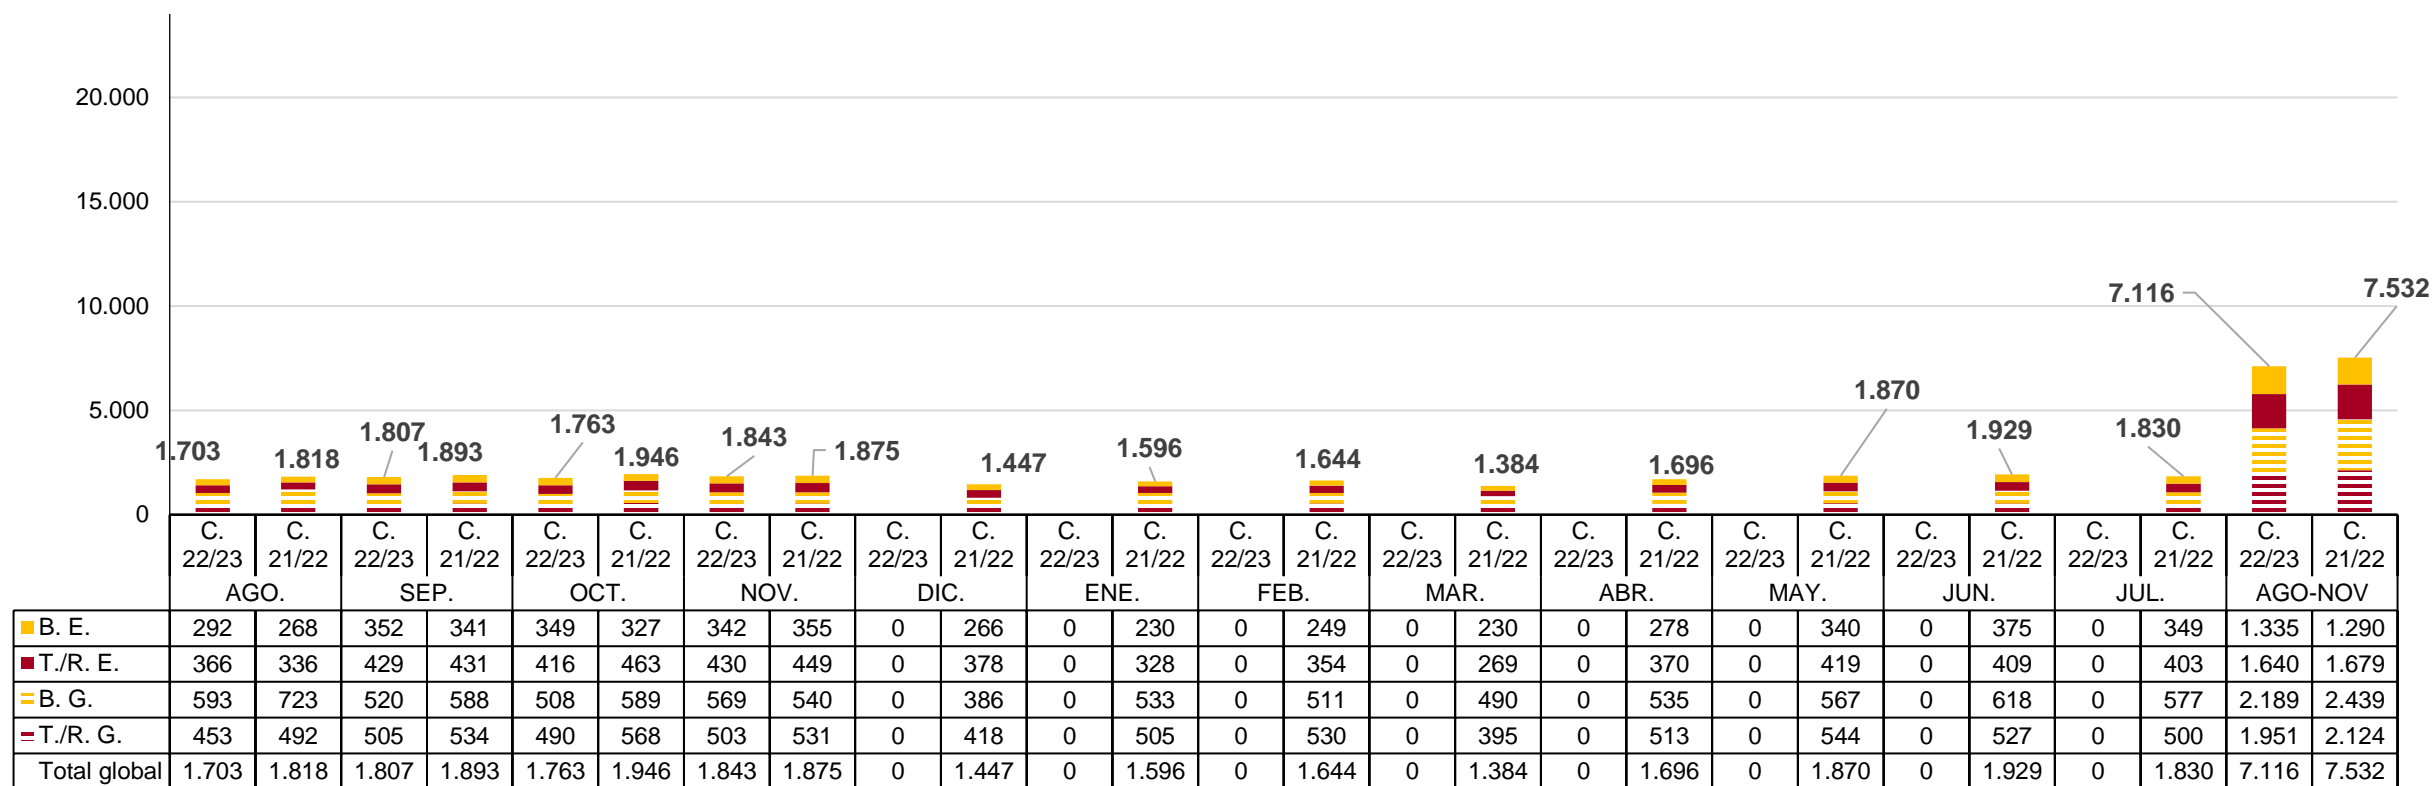 20.000
15.000
10.000
5.000
0
1.703 1.818 1.807 1.893 1.763 1.946 1.843 1.875 1.447 1.596 1.644 1.384 1.696 1.870 1.929 1.830 7.116 7.532
C. 22/23 C. 21/22 C. 22/23 C. 21/22 C. 22/23 C. 21/22 C. 22/23 C. 21/22 C. 22/23 C. 21/22 C. 22/23 C. 21/22 C. 22/23 C. 21/22 C. 22/23 C. 21/22 C. 22/23 C. 21/22 C. 22/23 C. 21/22 C. 22/23 C. 21/22 C. 22/23 C. 21/22 C. 22/23 C. 21/22
AGO. SEP. OCT. NOV. DIC. ENE. FEB. MAR. ABR. MAY. JUN. JUL. AGO-NOV
B. E. 292 268 352 341 349 327 342 355 0 266 0 230 0 249 0 230 0 278 0 340 0 375 0 349 1.335 1.290
T./R. E. 366 336 429 431 416 463 430 449 0 378 0 328 0 354 0 269 0 370 0 419 0 409 0 403 1.640 1.679
B. G. 593 723 520 588 508 589 569 540 0 386 0 533 0 511 0 490 0 535 0 567 0 618 0 577 2.189 2.439
T./R. G. 453 492 505 534 490 568 503 531 0 418 0 505 0 530 0 395 0 513 0 544 0 527 0 500 1.951 2.124
Total global 1.703 1.818 1.807 1.893 1.763 1.946 1.843 1.875 0 1.447 0 1.596 0 1.644 0 1.384 0 1.696 0 1.870 0 1.929 0 1.830 7.116 7.532